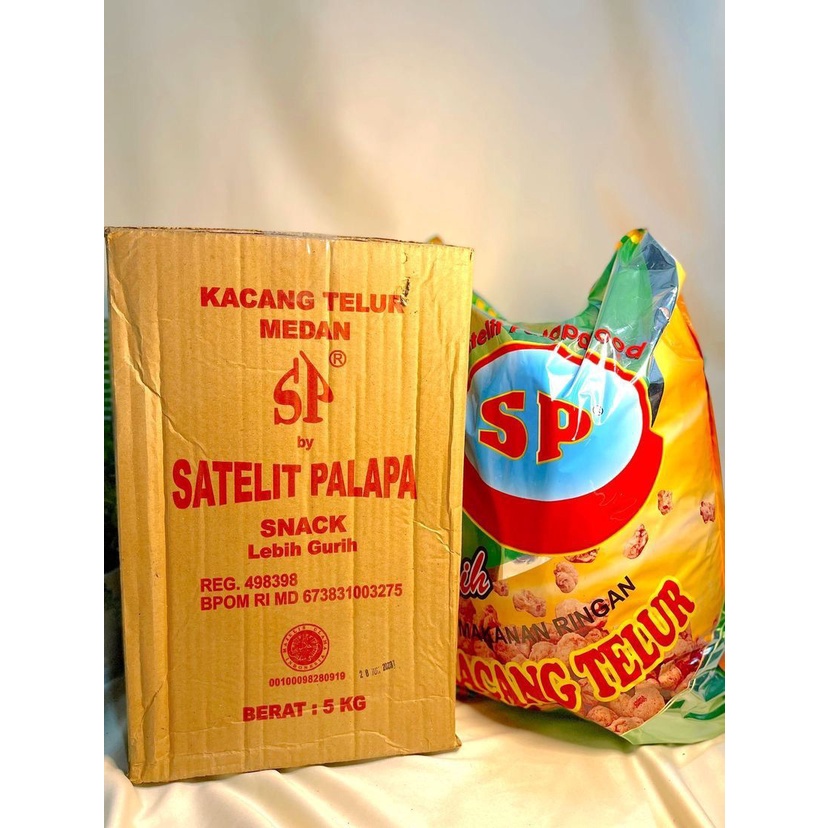 KACANG TELUR
MEDAN
SP®
by
SATELIT PALAPA
SNACK
Lebih Gurih
REG. 498398
BPOM RI MD 673831003275
00100098280919
BERAT : 5 KG
SP
MAKANAN RINGAN
TELUR